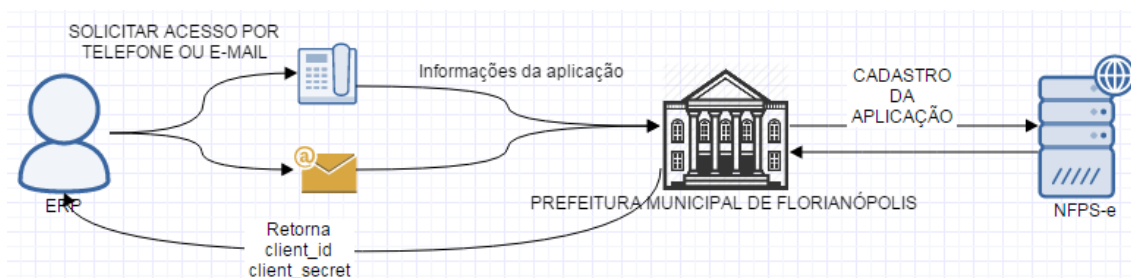 SOLICITAR ACESSO POR
TELEFONE OU E-MAIL
Informações da aplicação
CADASTRO
DA
APLICAÇÃO
@
ERP
PREFEITURA MUNICIPAL DE FLORIANÓPOLIS
NFPS-e
Retorna
client_id
client_secret